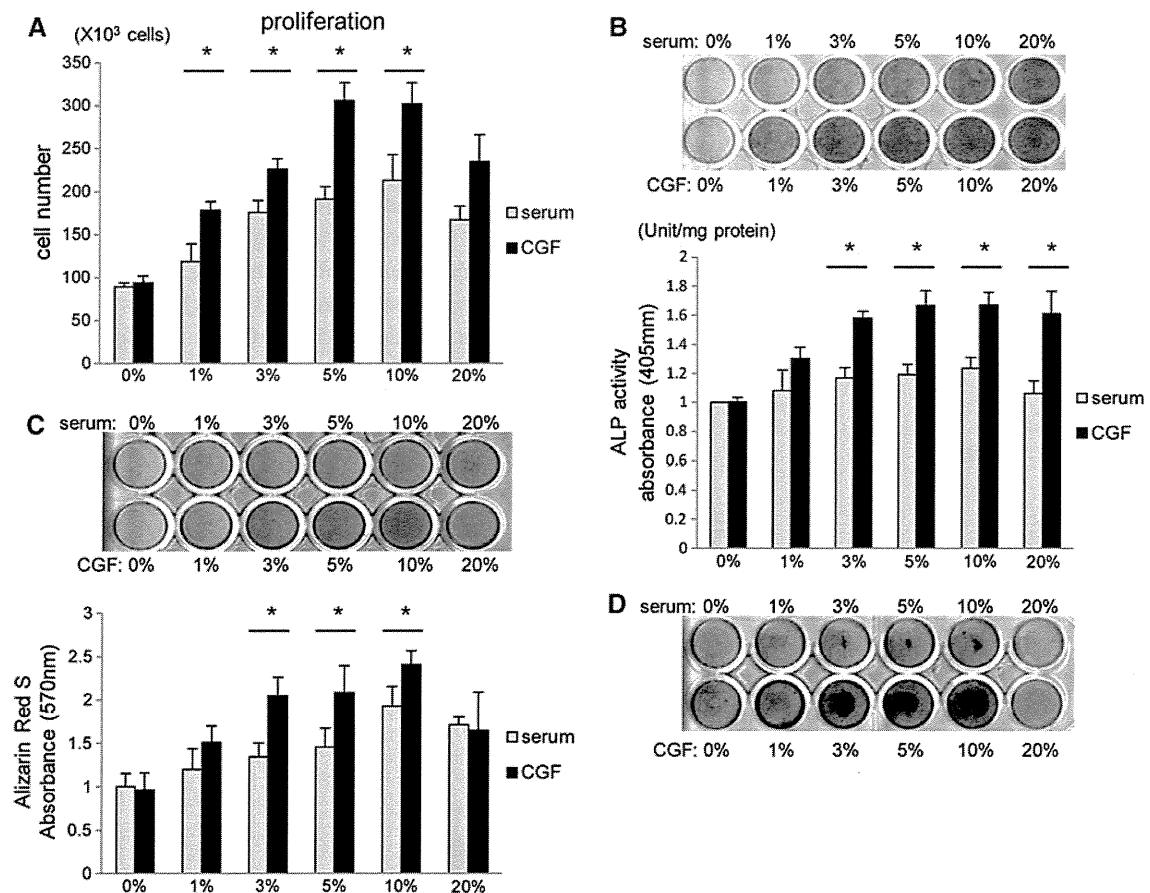 A
(X10³ cells)
proliferation
* * * *
350
300
250
200
150
100
50
0
cell number
0% 1% 3% 5% 10% 20%
serum
CGF
B
serum: 0% 1% 3% 5% 10% 20%
CGF: 0% 1% 3% 5% 10% 20%
(Unit/mg protein)
* * * *
2
1.8
1.6
1.4
1.2
1
0.8
0.6
0.4
0.2
0
ALP activity
absorbance (405mm)
0% 1% 3% 5% 10% 20%
serum
CGF
C
serum: 0% 1% 3% 5% 10% 20%
CGF: 0% 1% 3% 5% 10% 20%
* * *
3
2.5
2
1.5
1
0.5
0
Alizarin Red S
Absorbance (570nm)
0% 1% 3% 5% 10% 20%
serum
CGF
D
serum: 0% 1% 3% 5% 10% 20%
CGF: 0% 1% 3% 5% 10% 20%